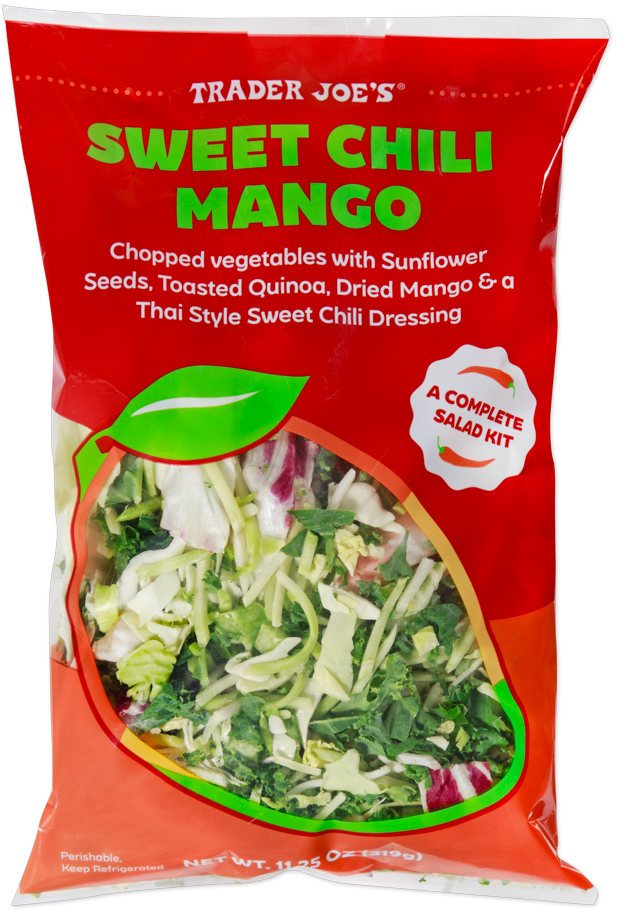 TRADER JOE'S®
SWEET CHILI
MANGO
Chopped vegetables with Sunflower
Seeds, Toasted Quinoa, Dried Mango & a
Thai Style Sweet Chili Dressing
A COMPLETE
SALAD KIT
Perishable,
Keep Refrigerated
NET WT. 11.25 OZ (319g)